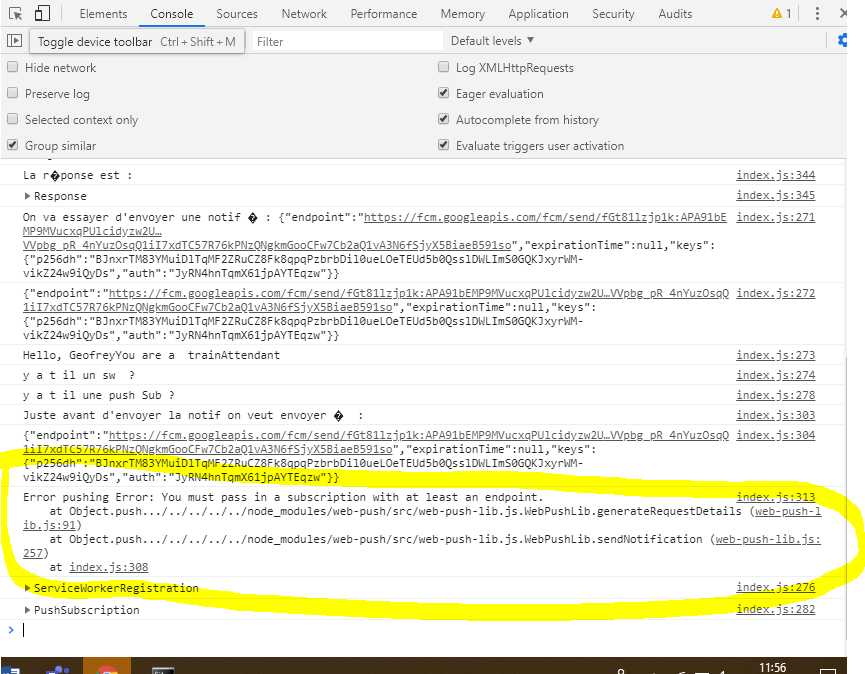 Elements Console Sources Network Performance Memory Application Security Audits 1
Toggle device toolbar Ctrl + Shift + M Filter Default levels ▼
Hide network Log XMLHttpRequests
Preserve log Eager evaluation
Selected context only Autocomplete from history
Group similar Evaluate triggers user activation
La r�ponse est : index.js:344
Response index.js:345
On va essayer d'envoyer une notif � : {"endpoint":"https://fcm.googleapis.com/fcm/send/fGt81lzjp1k:APA91bE index.js:271
MP9MVucxqPUlcidyzw2U…
VVpbg_pR_4nYuzOsqQ1iI7xdTC57R76kPNzQNgkmGooCFw7Cb2aQ1vA3N6fSjyX5BiaeB591so","expirationTime":null,"keys":
{"p256dh":"BJnxrTM83YMuiDlTqMF2ZRuCZ8Fk8qpqPzbrbDil0ueLOeTEUd5b0QsslDWLImS0GQKJxyrWM-
vikZ24w9iQyDs","auth":"JyRN4hnTqmX61jpAYTEqzw"}}
{"endpoint":"https://fcm.googleapis.com/fcm/send/fGt81lzjp1k:APA91bEMP9MVucxqPUlcidyzw2U…VVpbg_pR_4nYuzOsqQ index.js:272
1iI7xdTC57R76kPNzQNgkmGooCFw7Cb2aQ1vA3N6fSjyX5BiaeB591so","expirationTime":null,"keys":
{"p256dh":"BJnxrTM83YMuiDlTqMF2ZRuCZ8Fk8qpqPzbrbDil0ueLOeTEUd5b0QsslDWLImS0GQKJxyrWM-
vikZ24w9iQyDs","auth":"JyRN4hnTqmX61jpAYTEqzw"}}
Hello, GeofreyYou are a trainAttendant index.js:273
y a t il un sw ? index.js:274
y a t il une push Sub ? index.js:278
Juste avant d'envoyer la notif on veut envoyer � : index.js:303
{"endpoint":"https://fcm.googleapis.com/fcm/send/fGt81lzjp1k:APA91bEMP9MVucxqPUlcidyzw2U…VVpbg_pR_4nYuzOsqQ index.js:304
1iI7xdTC57R76kPNzQNgkmGooCFw7Cb2aQ1vA3N6fSjyX5BiaeB591so","expirationTime":null,"keys":
{"p256dh":"BJnxrTM83YMuiDlTqMF2ZRuCZ8Fk8qpqPzbrbDil0ueLOeTEUd5b0QsslDWLImS0GQKJxyrWM-
vikZ24w9iQyDs","auth":"JyRN4hnTqmX61jpAYTEqzw"}}
Error pushing Error: You must pass in a subscription with at least an endpoint. index.js:313
at Object.push.../../../../../node_modules/web-push/src/web-push-lib.js.WebPushLib.generateRequestDetails (web-push-l
ib.js:91)
at Object.push.../../../../../node_modules/web-push/src/web-push-lib.js.WebPushLib.sendNotification (web-push-lib.js:
257)
at index.js:308
ServiceWorkerRegistration index.js:276
PushSubscription index.js:282
11:56